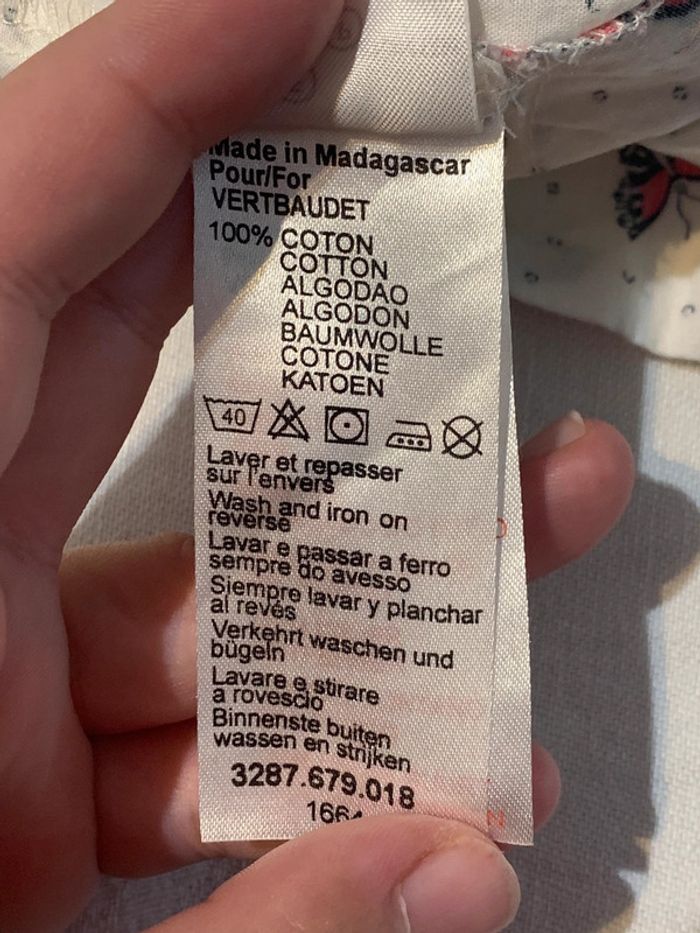 Made in Madagascar
Pour/For
VERTBAUDET
100% COTON
COTTON
ALGODAO
ALGODON
BAUMWOLLE
COTONE
KATOEN
40
Laver et repasser
sur l'envers
Wash and iron on
reverse
Lavar e passar a ferro
sempre do avesso
Siempre lavar y planchar
al revés
Verkehrt waschen und
bügeln
Lavare e stirare
a rovescio
Binnenste buiten
wassen en strijken
3287.679.018